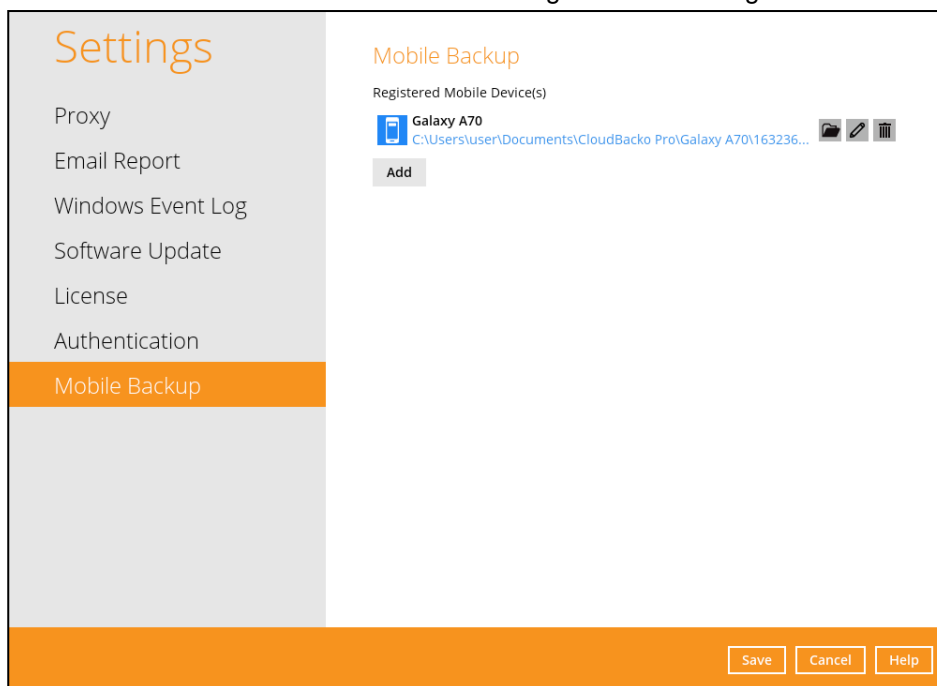 Settings
Proxy
Email Report
Windows Event Log
Software Update
License
Authentication
Mobile Backup
Mobile Backup
Registered Mobile Device(s)
Galaxy A70
C:\Users\user\Documents\CloudBacko Pro\Galaxy A70\163236...
Add
Save Cancel Help